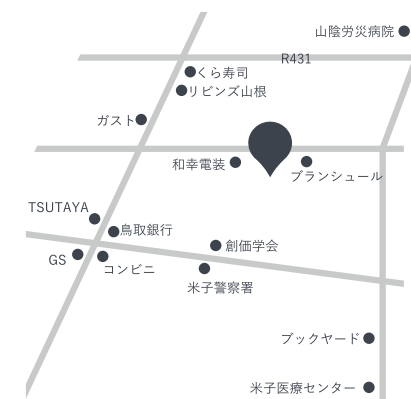 山陰労災病院
R431
くら寿司
リビンズ山根
ガスト
和幸電装
ブランシュール
TSUTAYA
鳥取銀行
創価学会
GS
コンビニ
米子警察署
ブックヤード
米子医療センター